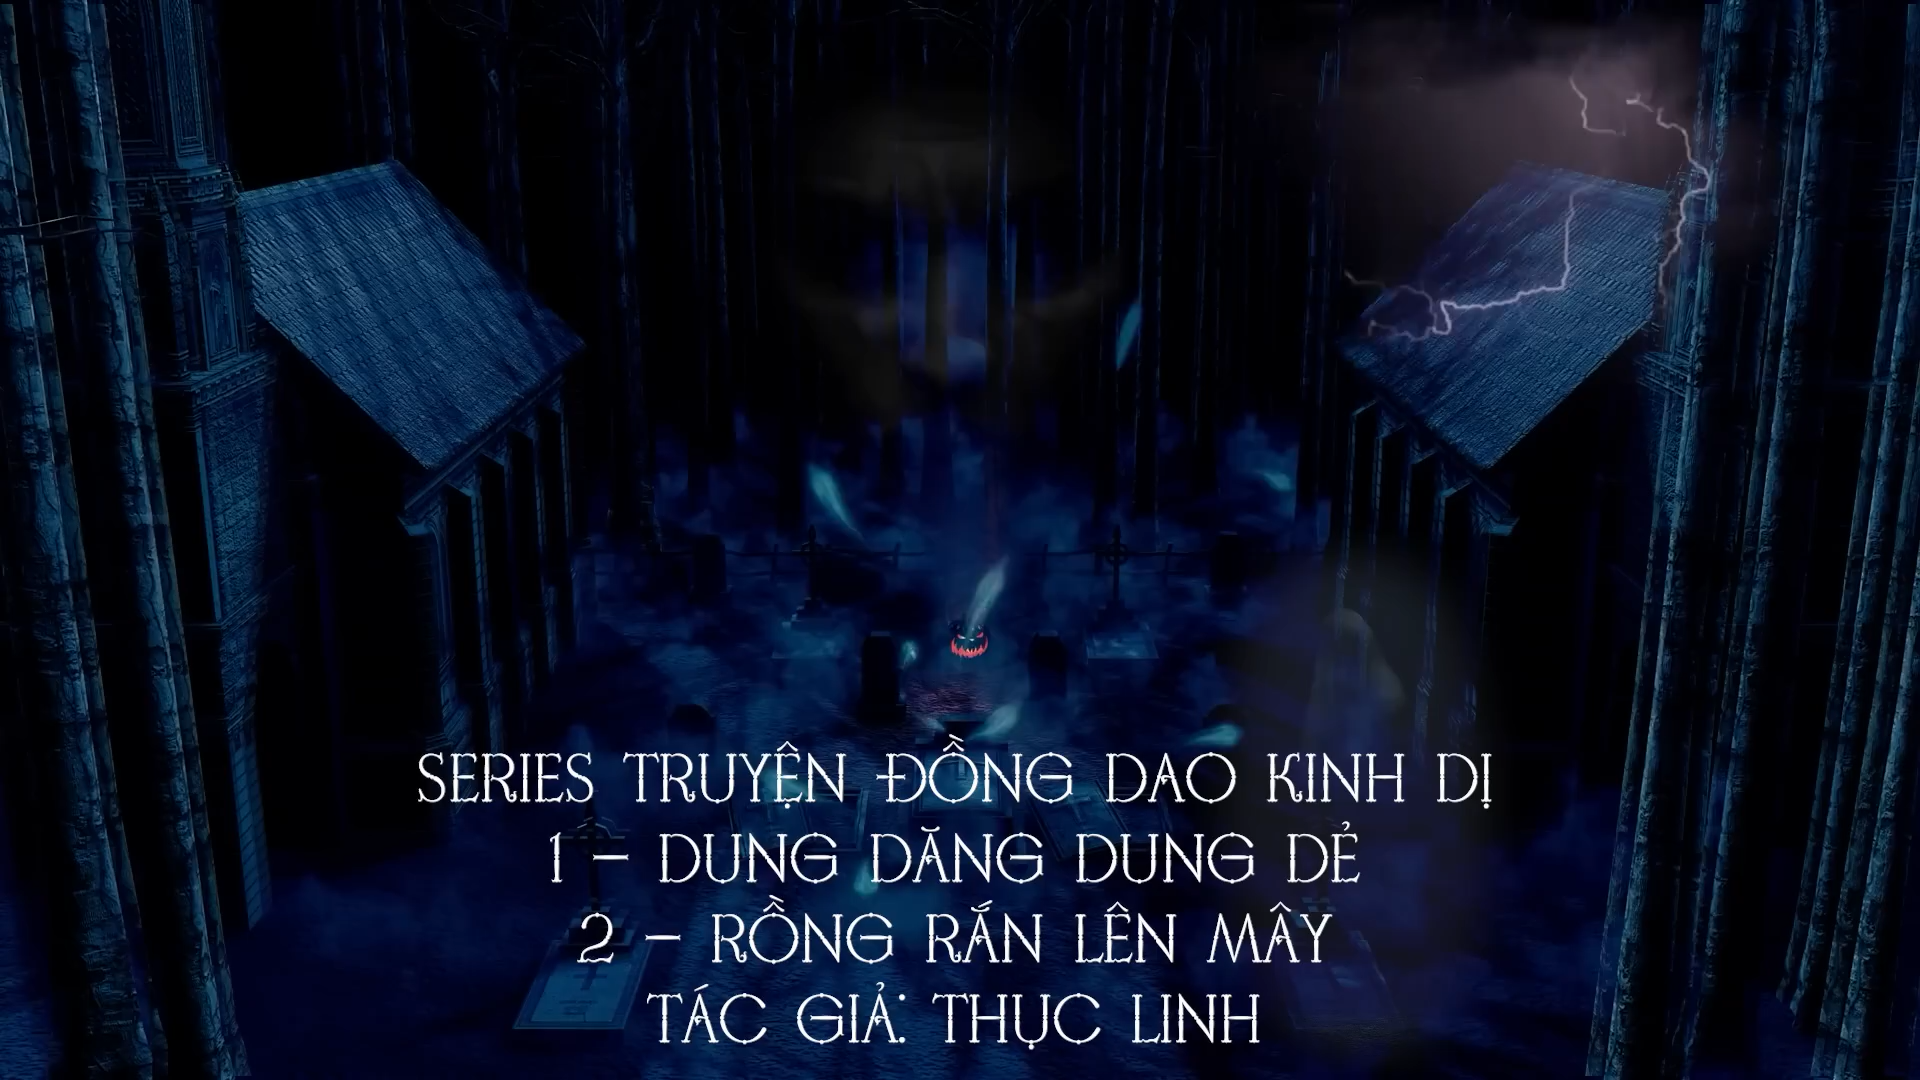 SERIES TRUYỆN ĐỒNG DAO KINH DỊ
1 - DUNG DĂNG DUNG DẺ
2 - RỒNG RẮN LÊN MÂY
TÁC GIẢ: THỤC LINH